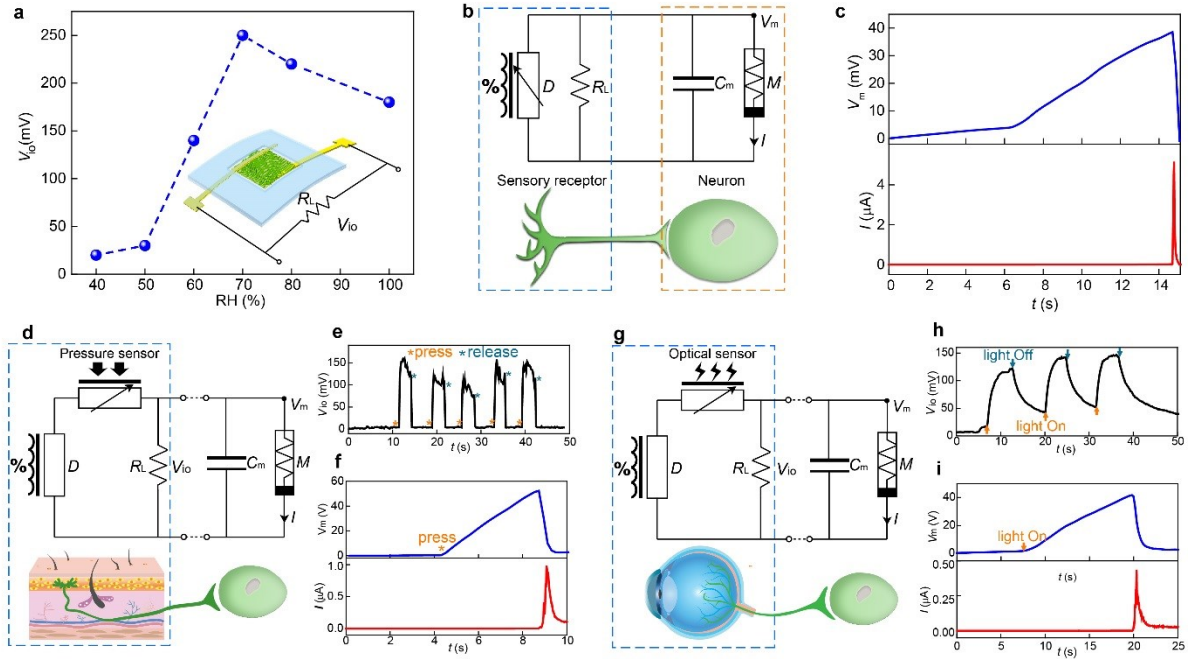 a
V_io(mV)
250
200
150
100
50
0
40 50 60 70 80 90 100
RH (%)
R_L
V_io
b
V_m
% D R_L C_m M
I
Sensory receptor Neuron
c
V_m (mV)
40
20
0
I (µA)
4
2
0
0 2 4 6 8 10 12 14
t (s)
d
Pressure sensor
V_m
% D R_L V_io C_m M
I
e
*press *release
V_io (mV)
150
100
50
0
0 10 20 30 40 50
t (s)
f
V_m (V)
60
40
20
0
press
I (µA)
1.0
0.5
0.0
0 2 4 6 8 10
t (s)
g
Optical sensor
V_m
% D R_L V_io C_m M
I
h
V_io (mV)
150
100
50
0
light Off
light On
0 10 20 30 40 50
t (s)
i
V_m (V)
60
40
20
0
light On
t (s)
I (µA)
0.50
0.25
0.00
0 5 10 15 20 25
t (s)